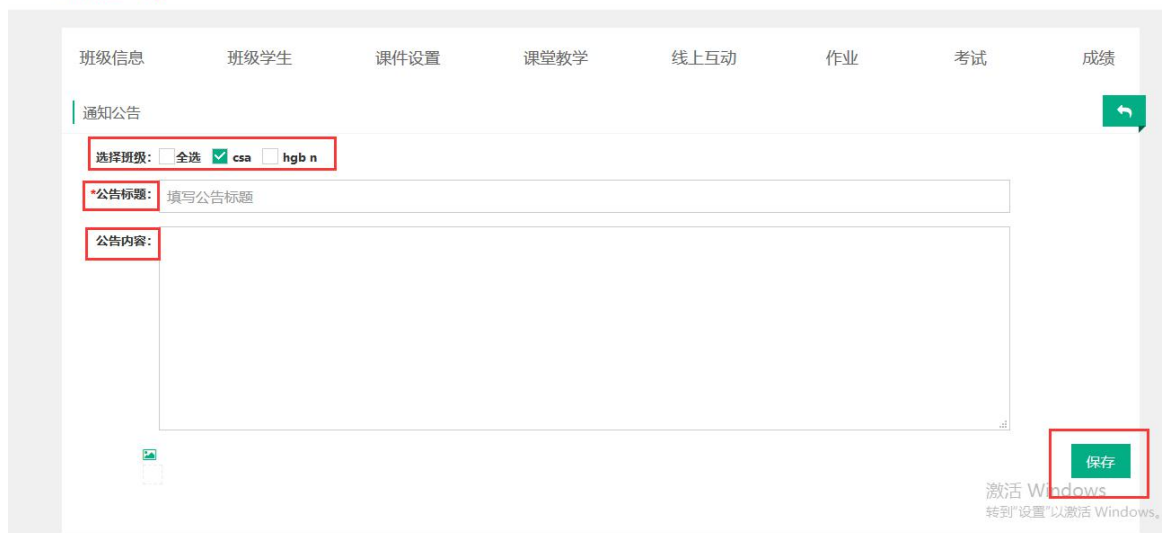 班级信息 班级学生 课件设置 课堂教学 线上互动 作业 考试 成绩
通知公告
选择班级： 全选 csa hgb n
*公告标题： 填写公告标题
公告内容：
保存
激活 Windows
转到"设置"以激活 Windows。